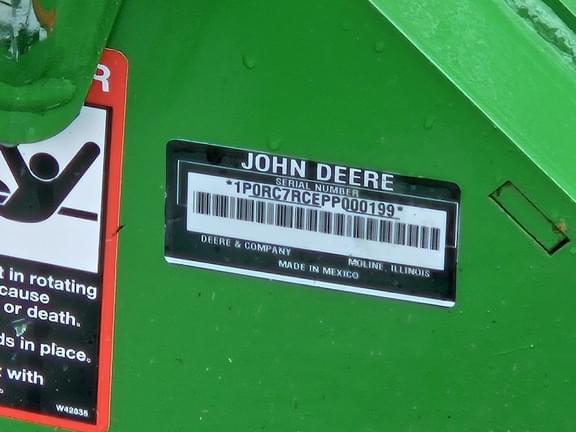 R
t in rotating
cause
or death.
ds in place.
t with
W42835
JOHN DEERE
SERIAL NUMBER
*1P0RC7RCEPP000199*
DEERE & COMPANY MOLINE, ILLINOIS
MADE IN MEXICO